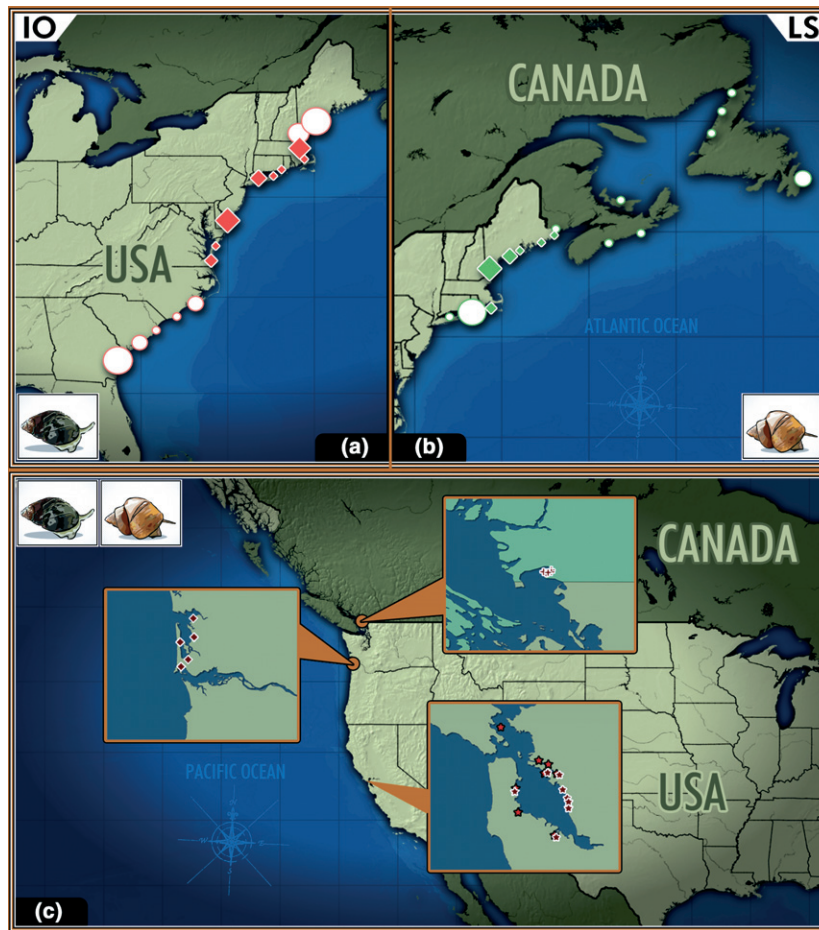 IO
LS
CANADA
USA
ATLANTIC OCEAN
(a)
(b)
CANADA
PACIFIC OCEAN
USA
(c)